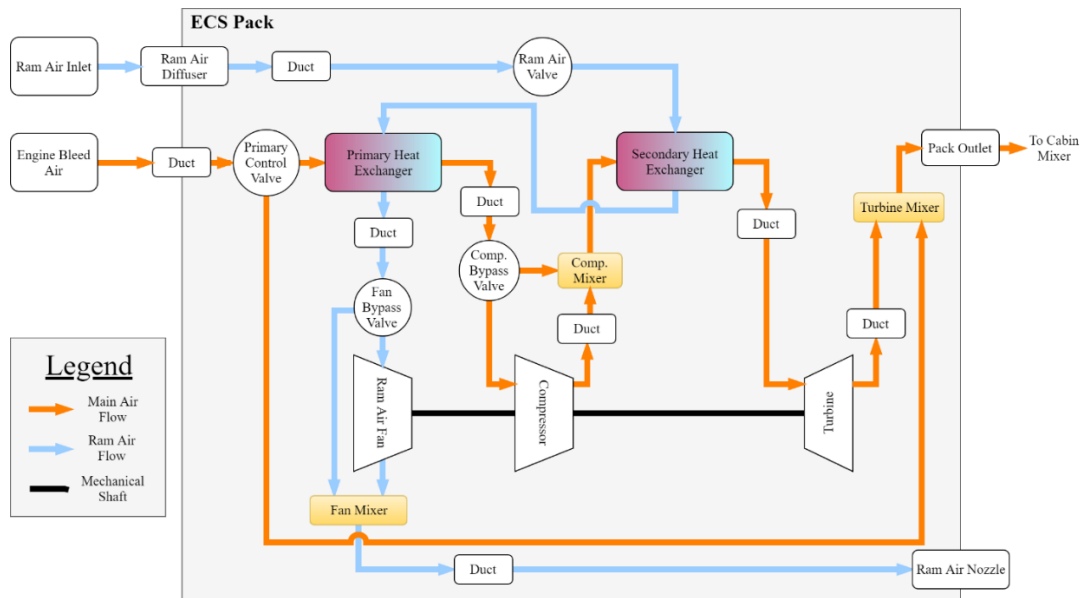 ECS Pack
Ram Air Inlet
Ram Air
Diffuser
Duct
Ram Air
Valve
Engine Bleed
Air
Duct
Primary
Control
Valve
Primary Heat
Exchanger
Secondary Heat
Exchanger
Pack Outlet
To Cabin
Mixer
Duct
Duct
Duct
Turbine Mixer
Comp.
Bypass
Valve
Comp.
Mixer
Fan
Bypass
Valve
Duct
Duct
Legend
Main Air
Flow
Ram Air
Flow
Mechanical
Shaft
Ram Air Fan
Compressor
Turbine
Fan Mixer
Duct
Ram Air Nozzle